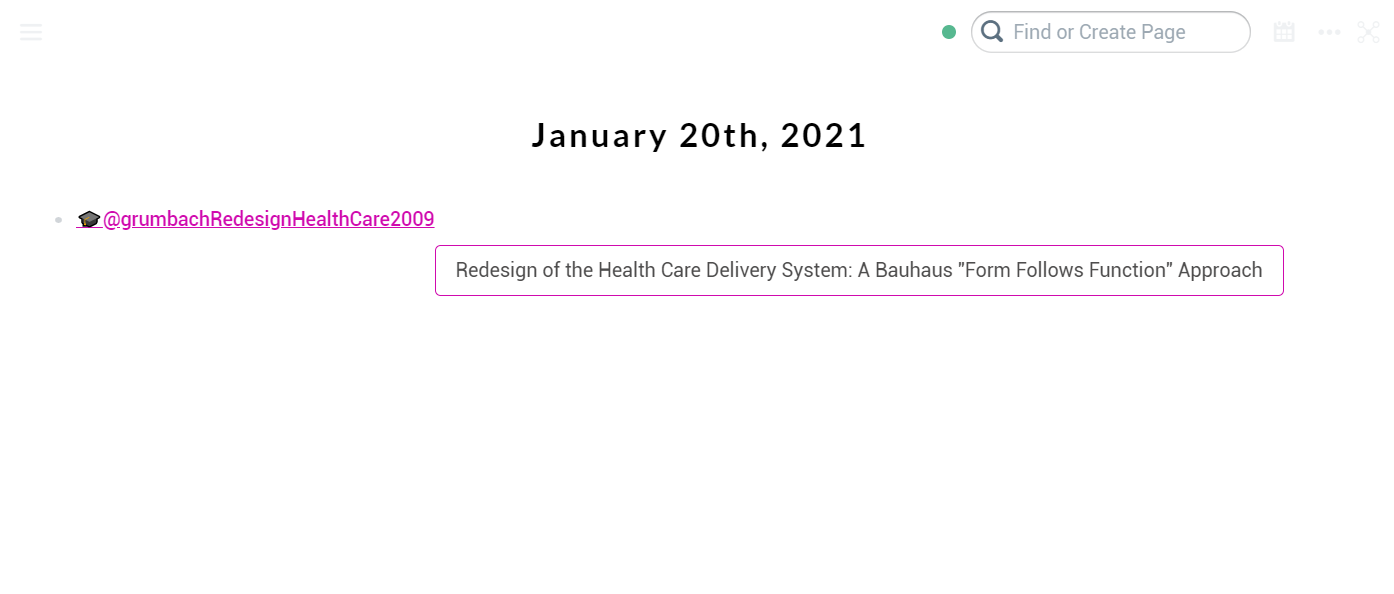 Find or Create Page
January 20th, 2021
🎓@grumbachRedesignHealthCare2009
Redesign of the Health Care Delivery System: A Bauhaus "Form Follows Function" Approach